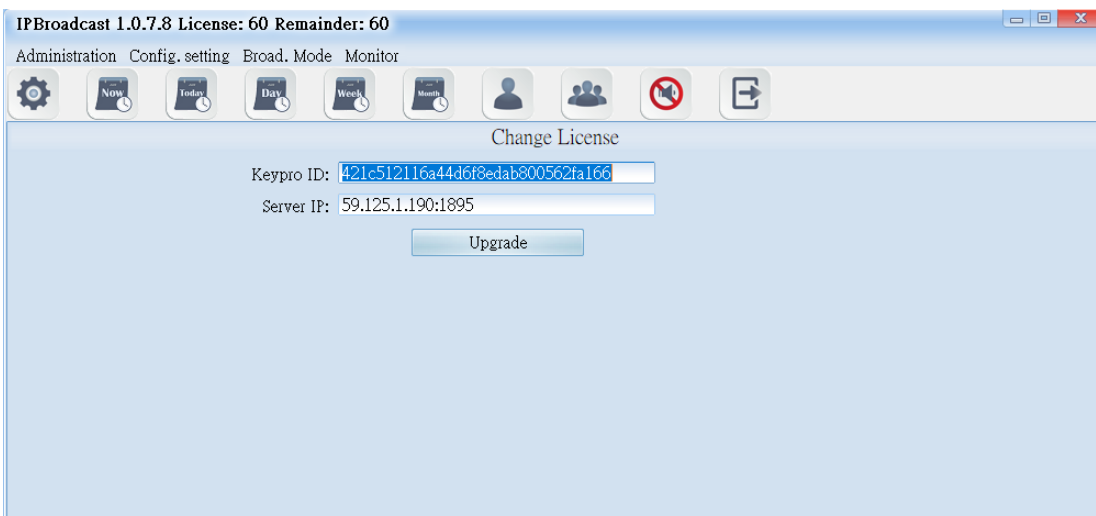 IPBroadcast 1.0.7.8 License: 60 Remainder: 60
Administration Config. setting Broad. Mode Monitor
Now Today Day Week Month
Change License
Keypro ID: 421c512116a44d6f8edab800562fa166
Server IP: 59.125.1.190:1895
Upgrade